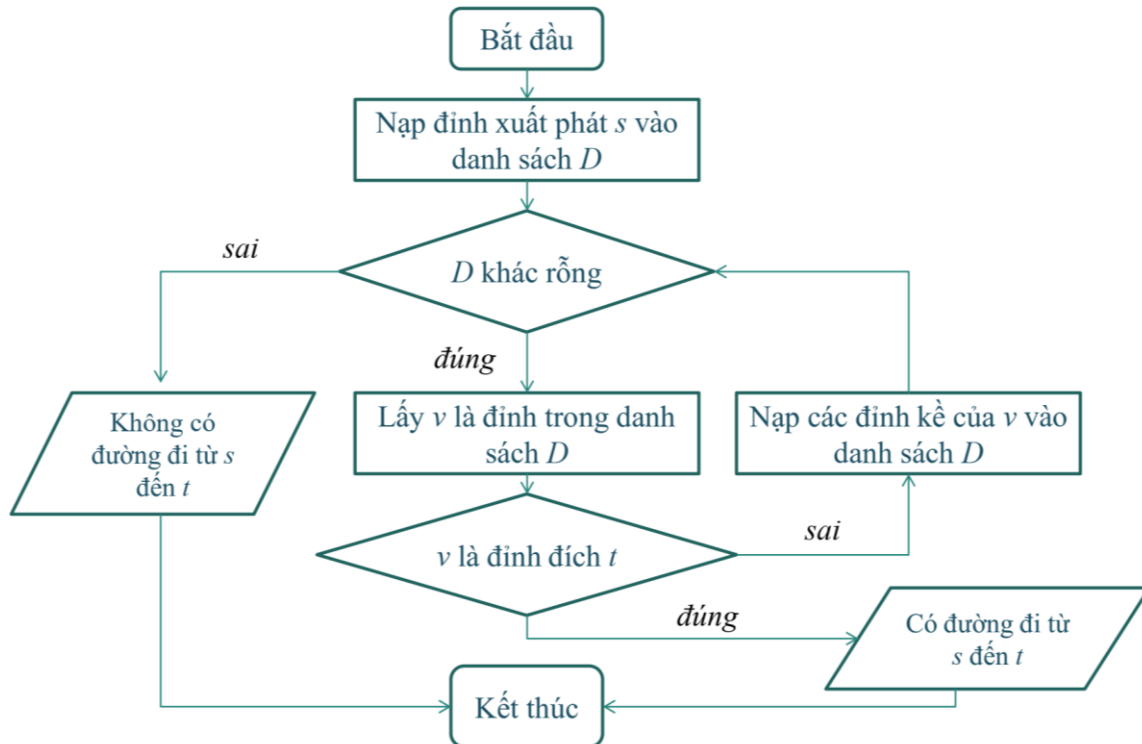 Bắt đầu
Nạp đỉnh xuất phát s vào
danh sách D
sai
D khác rỗng
đúng
Không có
đường đi từ s
đến t
Lấy v là đỉnh trong danh
sách D
Nạp các đỉnh kề của v vào
danh sách D
v là đỉnh đích t
sai
đúng
Có đường đi từ
s đến t
Kết thúc